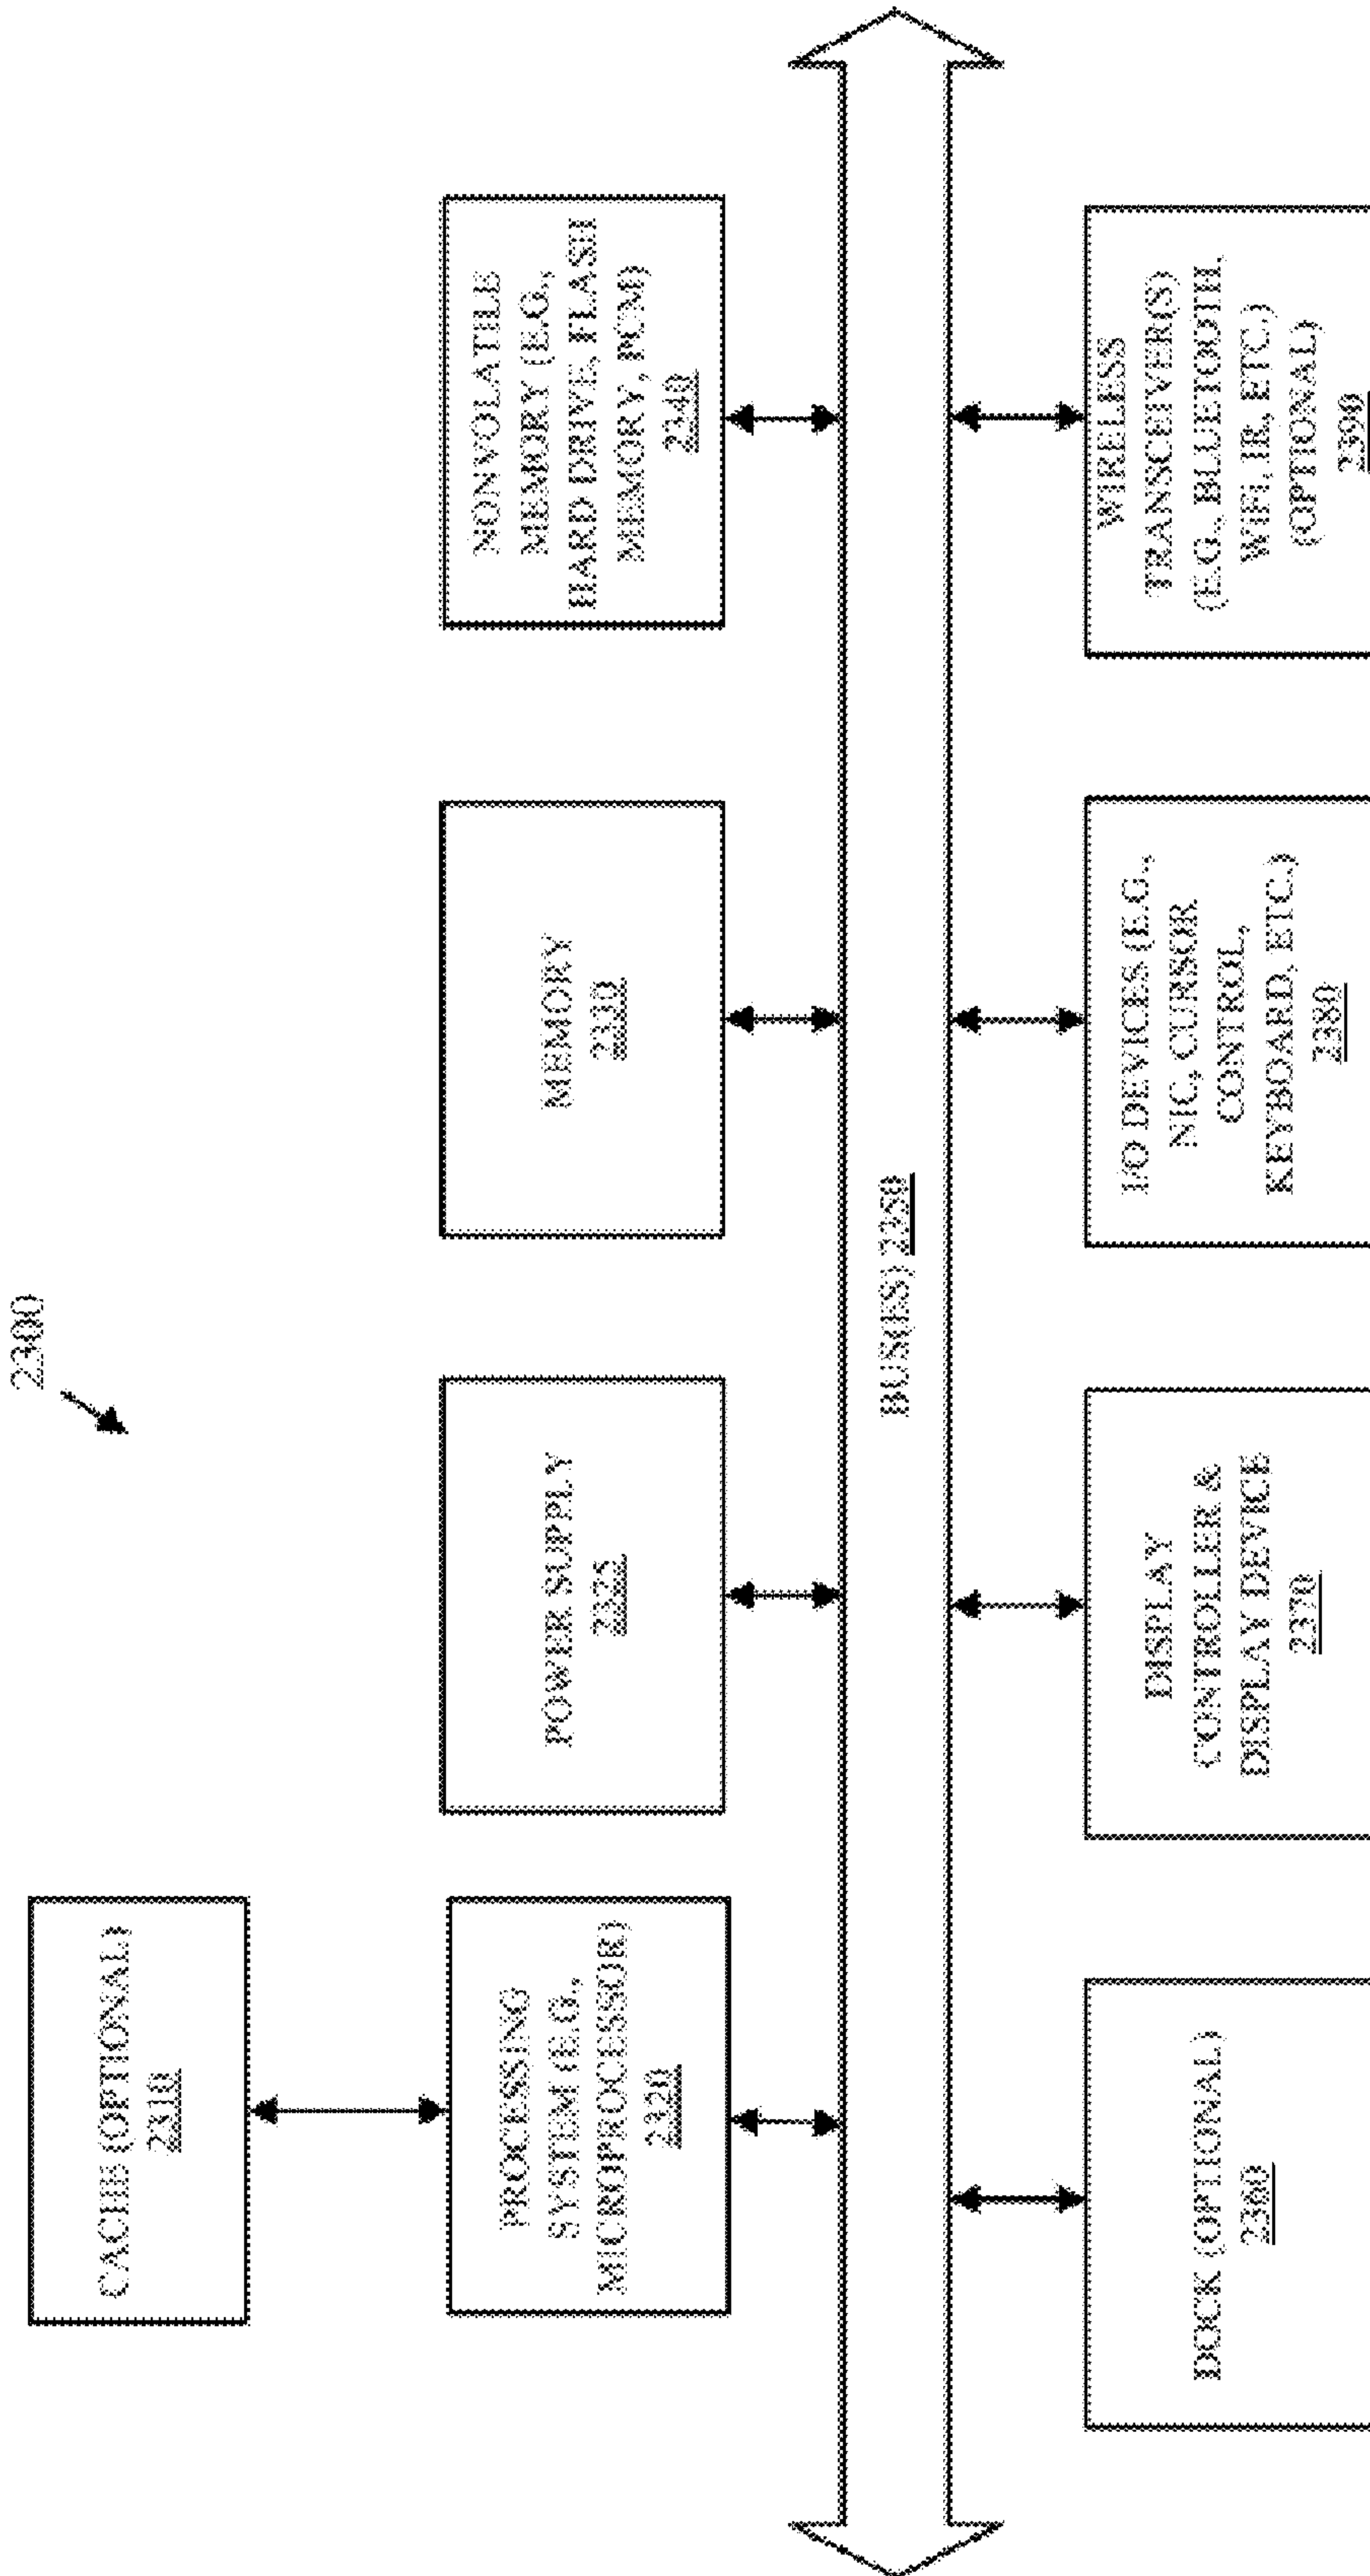 2300
CACHE (OPTIONAL)
2310
PROCESSING
SYSTEM (E.G.,
MICROPROCESSOR)
2320
POWER SUPPLY
2325
MEMORY
2330
NONVOLATILE
MEMORY (E.G.,
HARD DRIVE, FLASH
MEMORY, PCM)
2340
BUS(ES) 2350
DOCK (OPTIONAL)
2360
DISPLAY
CONTROLLER &
DISPLAY DEVICE
2370
I/O DEVICES (E.G.,
NIC, CURSOR
CONTROL,
KEYBOARD, ETC.)
2380
WIRELESS
TRANSCEIVER(S)
(E.G., BLUETOOTH,
WIFI, IR, ETC.)
(OPTIONAL)
2390